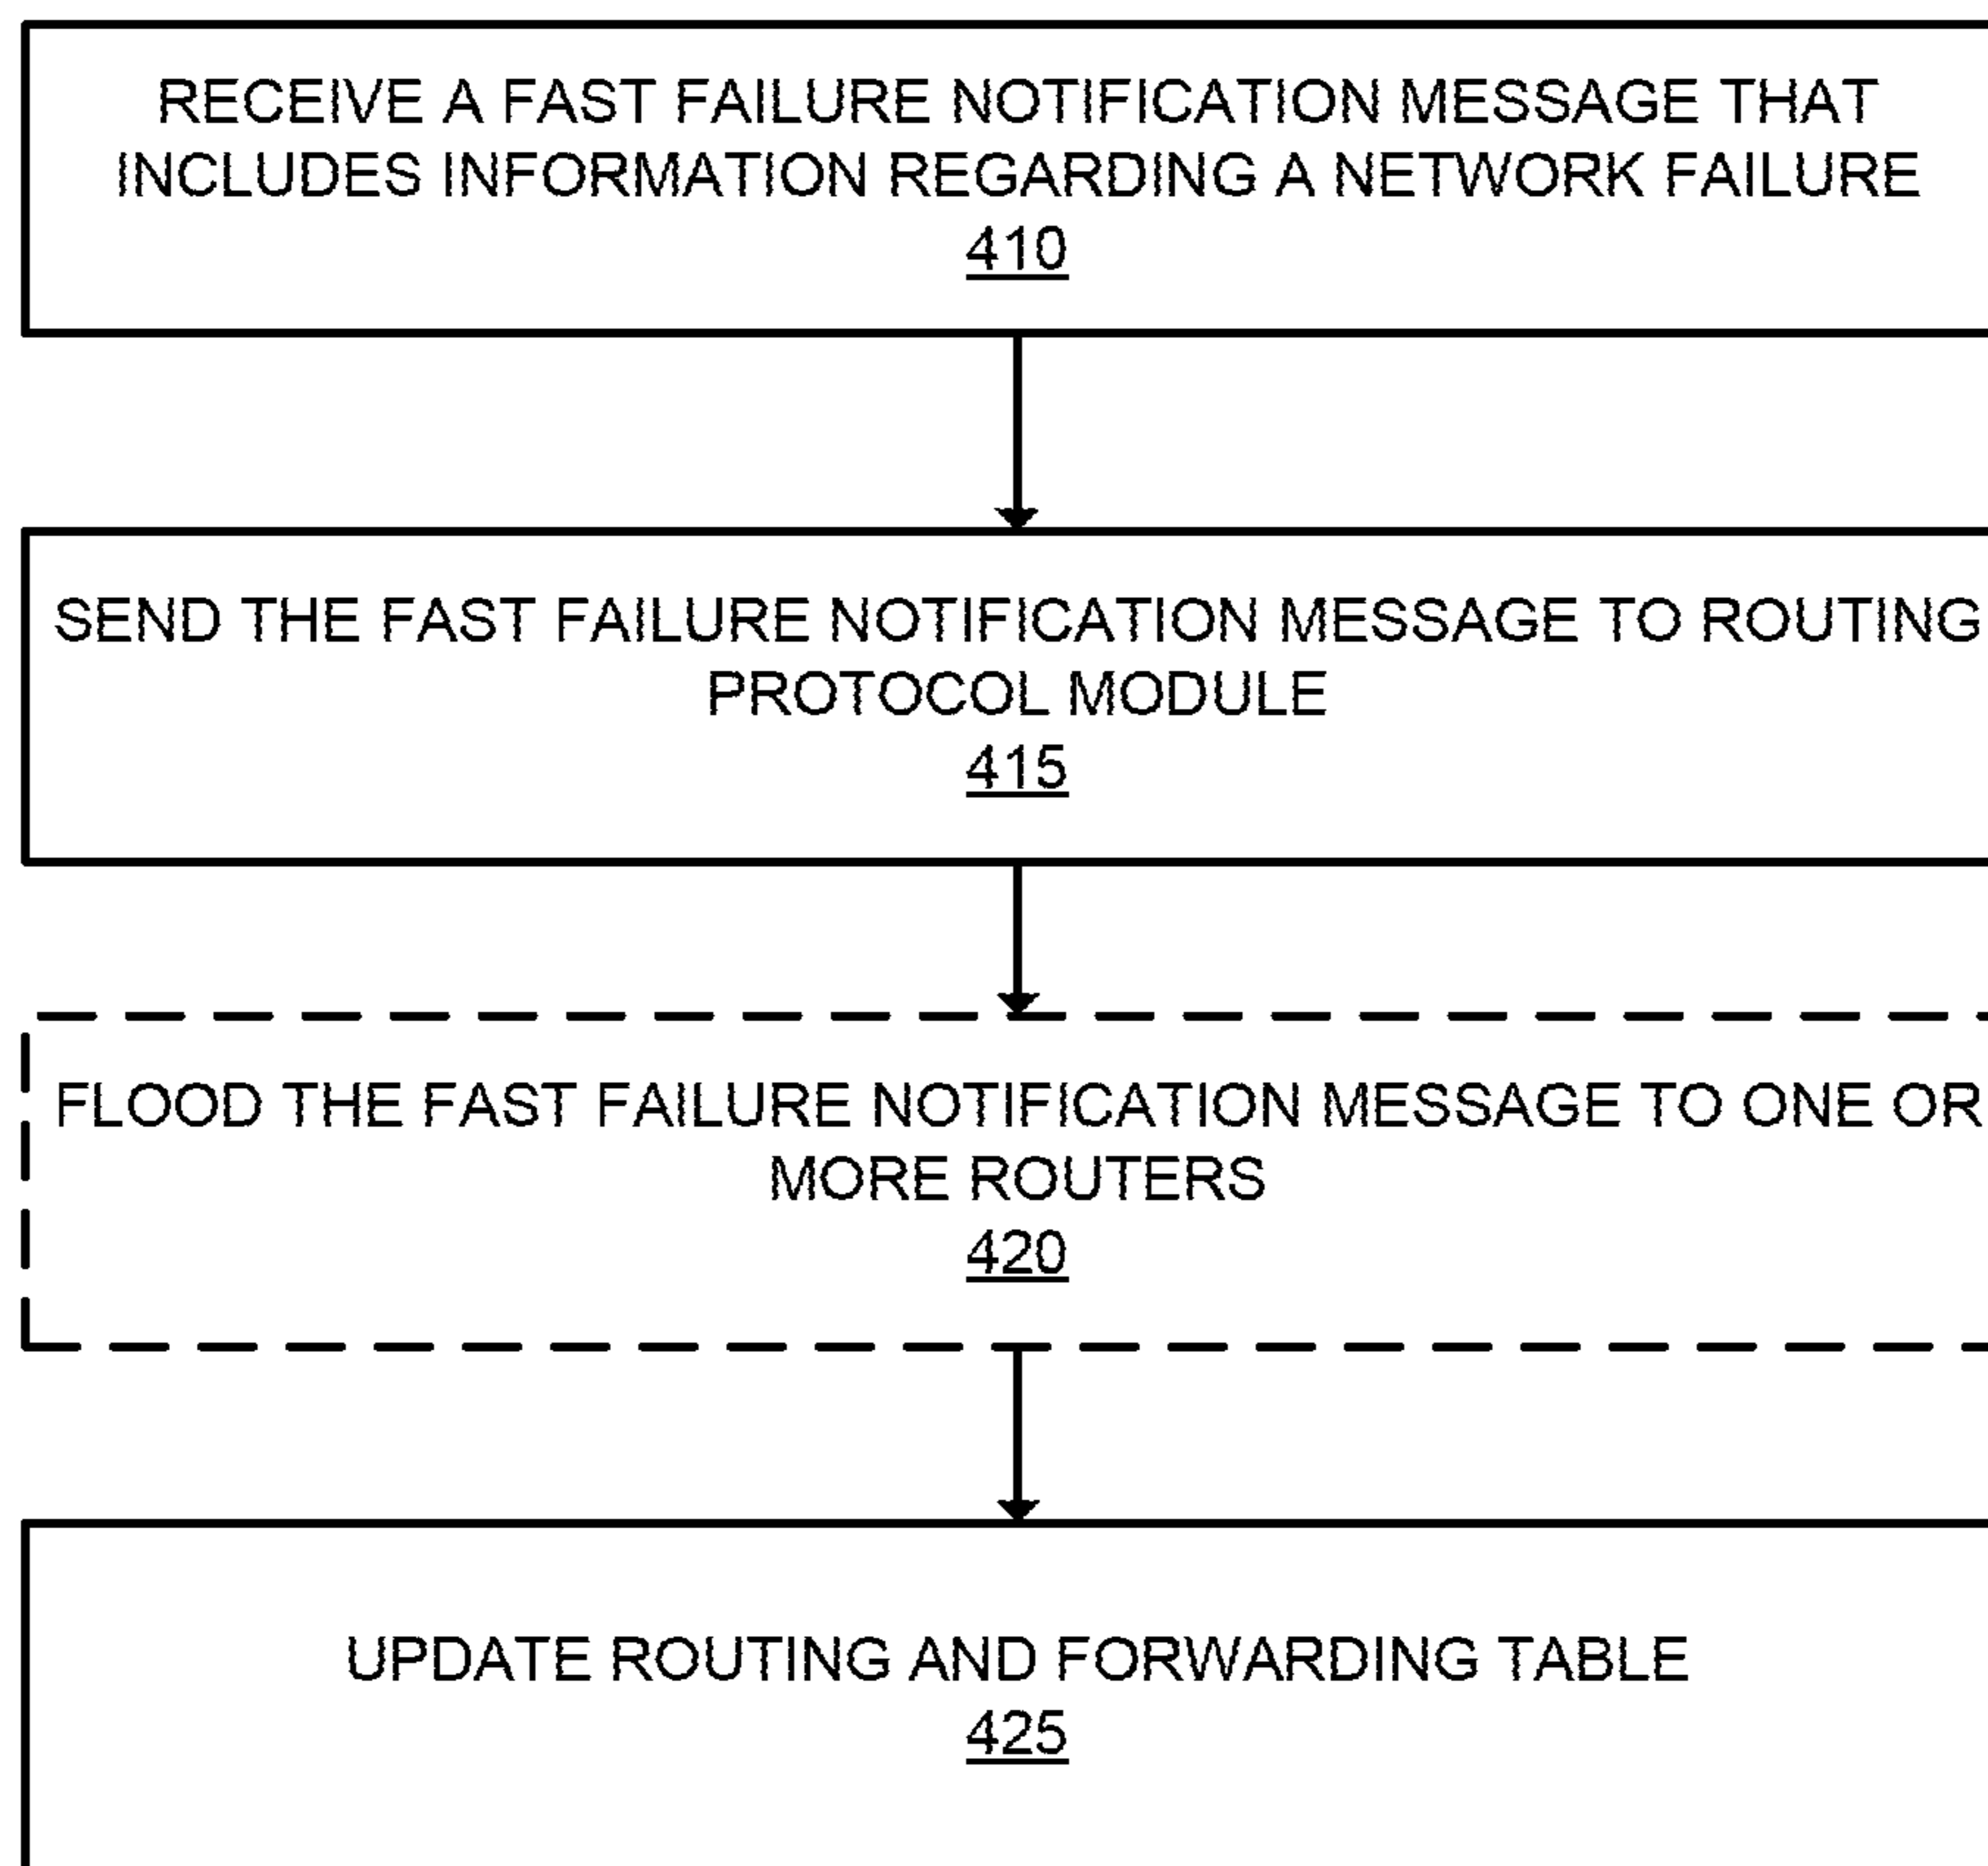 RECEIVE A FAST FAILURE NOTIFICATION MESSAGE THAT
INCLUDES INFORMATION REGARDING A NETWORK FAILURE
410
SEND THE FAST FAILURE NOTIFICATION MESSAGE TO ROUTING
PROTOCOL MODULE
415
FLOOD THE FAST FAILURE NOTIFICATION MESSAGE TO ONE OR
MORE ROUTERS
420
UPDATE ROUTING AND FORWARDING TABLE
425